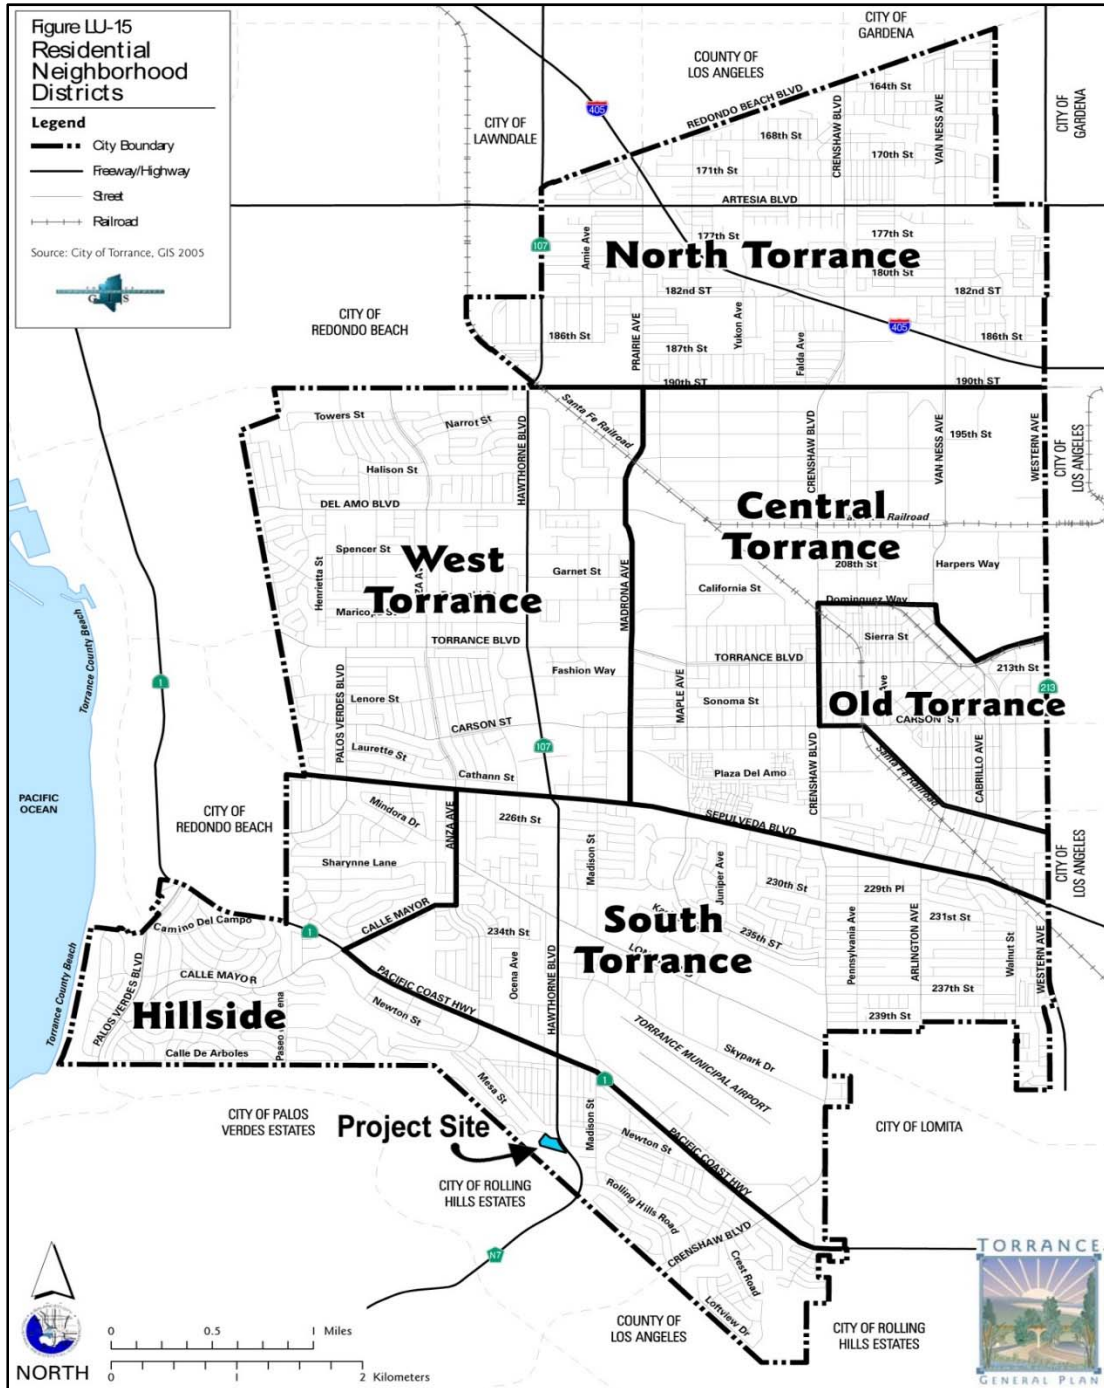 Figure LU-15
Residential
Neighborhood
Districts
Legend
City Boundary
Freeway/Highway
Street
Railroad
Source: City of Torrance, GIS 2005
GIS
CITY OF
GARDENA
COUNTY OF
LOS ANGELES
REDONDO BEACH BLVD
164th St
CITY OF
GARDENA
405
CITY OF
LAWNDALE
168th St
CRENSHAW BLVD
VAN NESS AVE
170th St
171th St
ARTESIA BLVD
107
Amie Ave
177th St
177th St
North Torrance
180th St
182nd ST
182nd ST
CITY OF
REDONDO BEACH
186th St
PRAIRIE AVE
187th St
Yukon Ave
Falda Ave
405
186th St
190th ST
190th ST
Towers St
Narrot St
HAWTHORNE BLVD
Santa Fe Railroad
CRENSHAW BLVD
VAN NESS AVE
195th St
WESTERN AVE
CITY OF
LOS ANGELES
Halison St
DEL AMO BLVD
Central
Torrance
Railroad
Spencer St
West
Torrance
Henrietta St
Garnet St
MADRONA AVE
208th St
Harpers Way
California St
Dominguez Way
Sierra St
TORRANCE BLVD
TORRANCE BLVD
213th St
213
Fashion Way
PALOS VERDES BLVD
Lenore St
MAPLE AVE
Sonoma St
Old Torrance
CARSON ST
CARSON ST
Laurette St
107
Cathann St
Plaza Del Amo
CRENSHAW BLVD
Santa Fe Railroad
CABRILLO AVE
1
Torrance County Beach
PACIFIC
OCEAN
CITY OF
REDONDO BEACH
Mindora Dr
ANZA AVE
226th St
SEPULVEDA BLVD
CITY OF
LOS ANGELES
Sharynne Lane
Madison St
Juniper Ave
230th St
229th Pl
CALLE MAYOR
South
Torrance
235th ST
231st St
Pennsylvania Ave
ARLINGTON AVE
Walnut St
WESTERN AVE
Camino Del Campo
1
234th St
Ocena Ave
HAWTHORNE BLVD
237th St
239th St
Torrance County Beach
PALOS VERDES BLVD
CALLE MAYOR
PACIFIC COAST HWY
Hillside
Newton St
Calle De Arboles
TORRANCE MUNICIPAL AIRPORT
Skypark Dr
CITY OF PALOS
VERDES ESTATES
Mesa St
1
CITY OF LOMITA
Project Site
Madison St
Newton St
PACIFIC COAST HWY
CITY OF ROLLING
HILLS ESTATES
Rolling Hills Road
CRENSHAW BLVD
Crest Road
N7
Loftview Dr
COUNTY OF
LOS ANGELES
CITY OF ROLLING
HILLS ESTATES
NORTH
0 0.5 1 Miles
0 1 2 Kilometers
TORRANCE
GENERAL PLAN